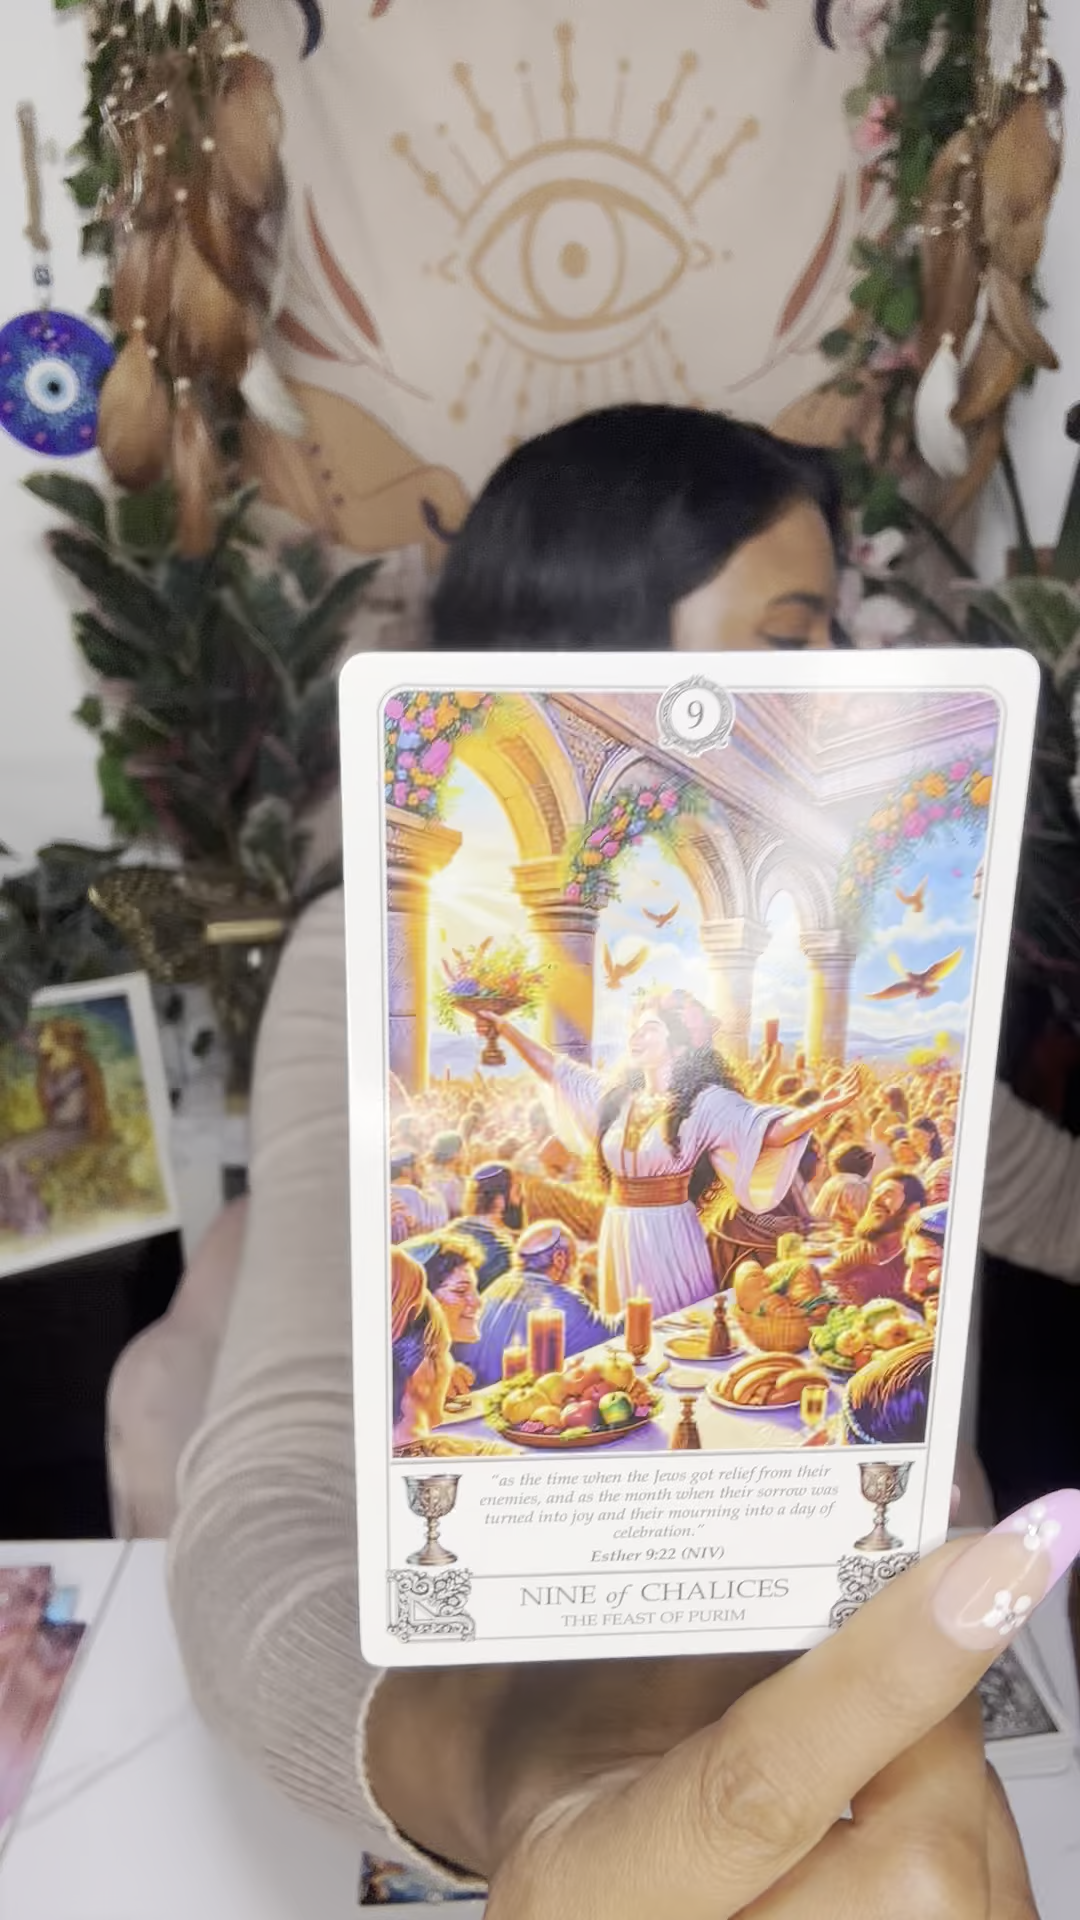 9
"as the time when the Jews got relief from their
enemies, and as the month when their sorrow was
turned into joy and their mourning into a day of
celebration."
Esther 9:22 (NIV)
NINE of CHALICES
THE FEAST OF PURIM